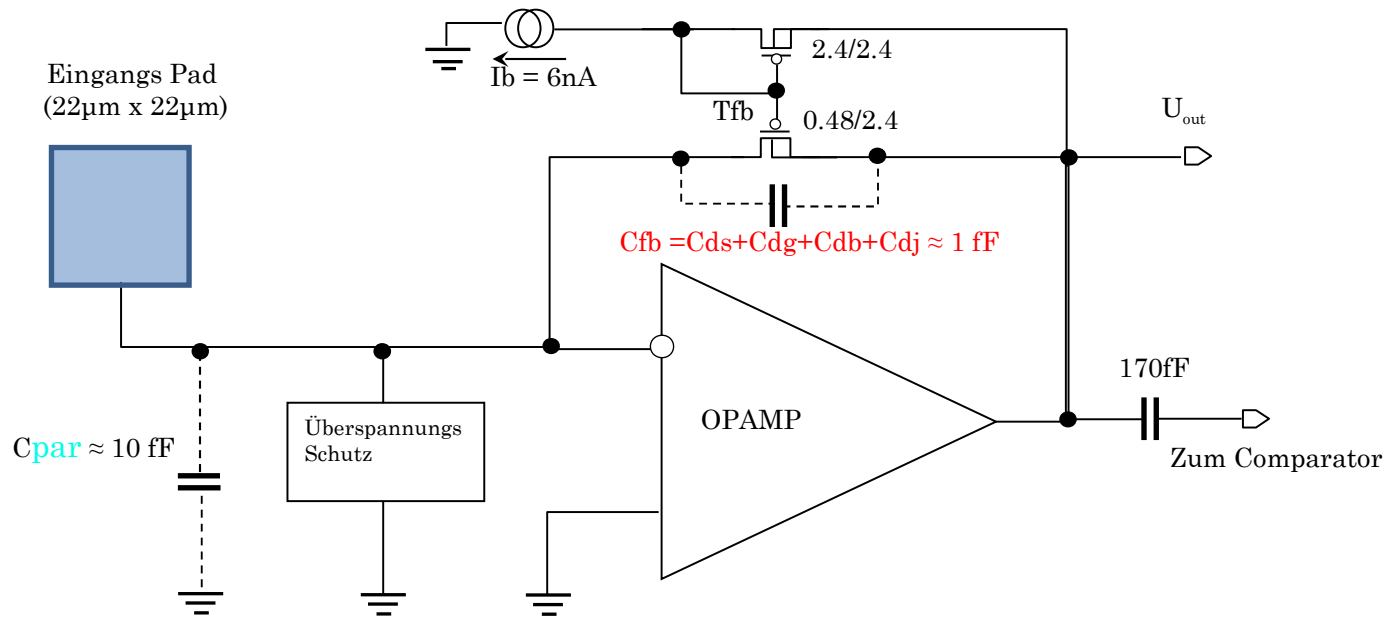 2.4/2.4
Ib = 6nA
Eingangs Pad
(22µm x 22µm)
Tfb
0.48/2.4
Uout
Cfb =Cds+Cdg+Cdb+Cdj ≈ 1 fF
170fF
OPAMP
Überspannungs
Schutz
Cpar ≈ 10 fF
Zum Comparator